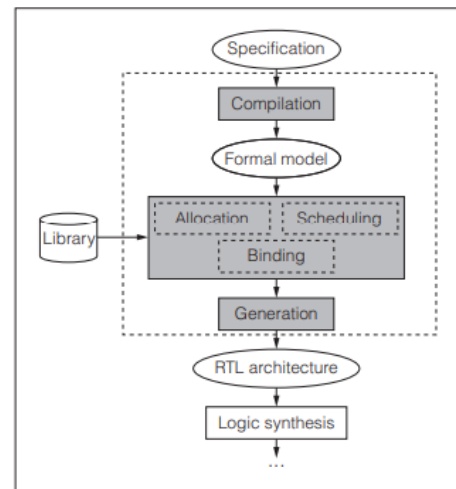 Specification
Compilation
Formal model
Allocation Scheduling
Library
Binding
Generation
RTL architecture
Logic synthesis
...